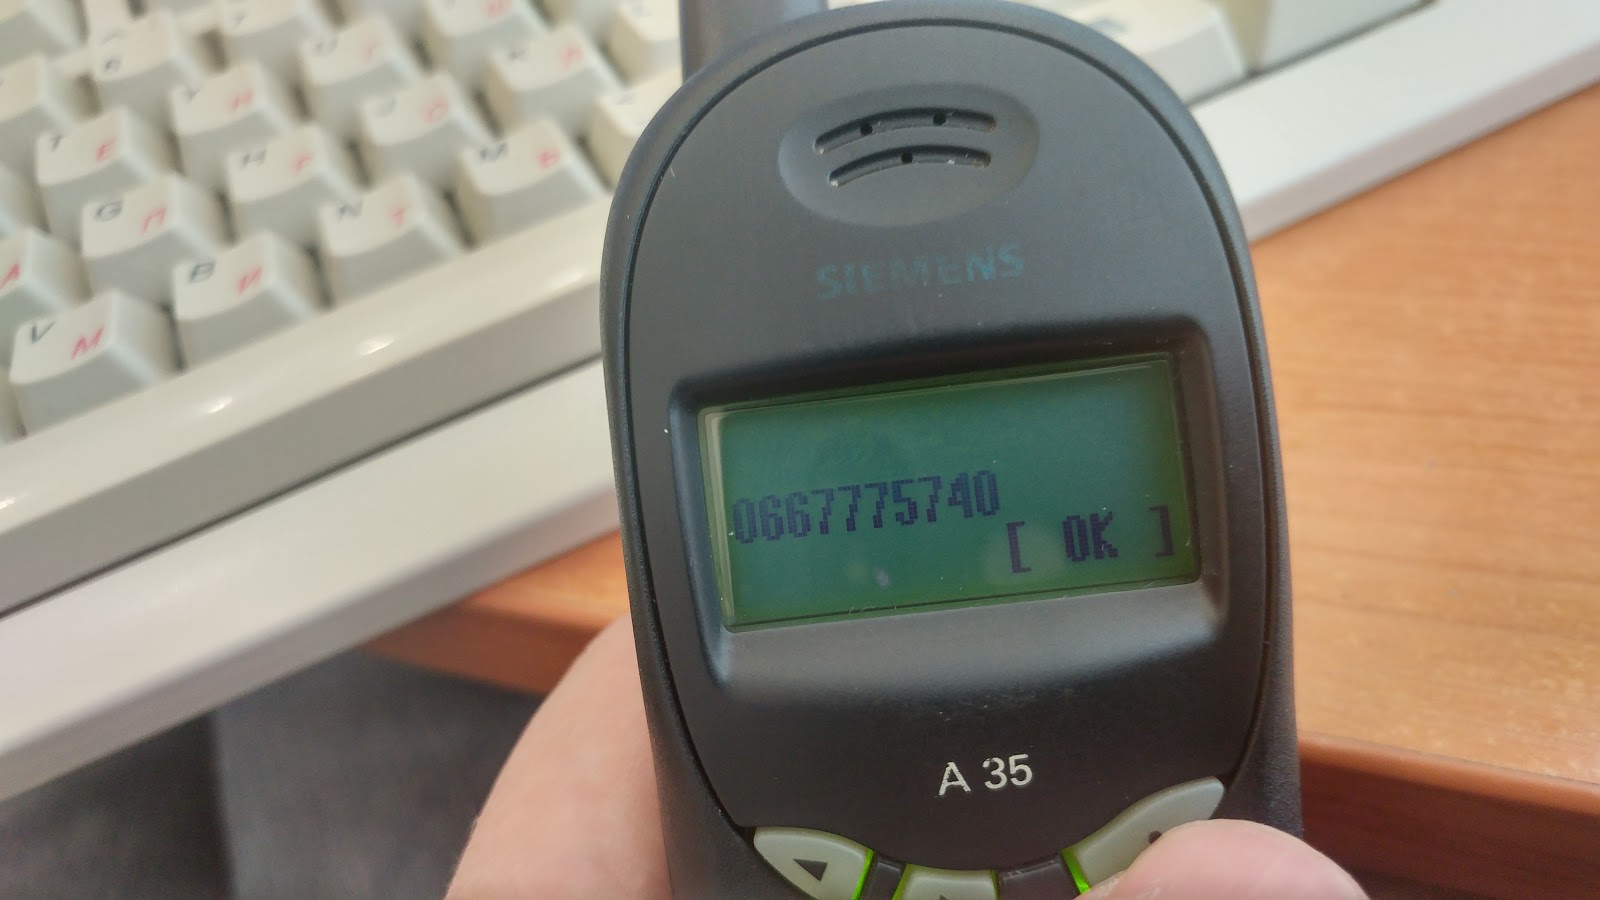 SIEMENS
0667775740
[ OK ]
A 35
Н
T Е
Н Р
М Ь
G П
N Т
А
B И
V М